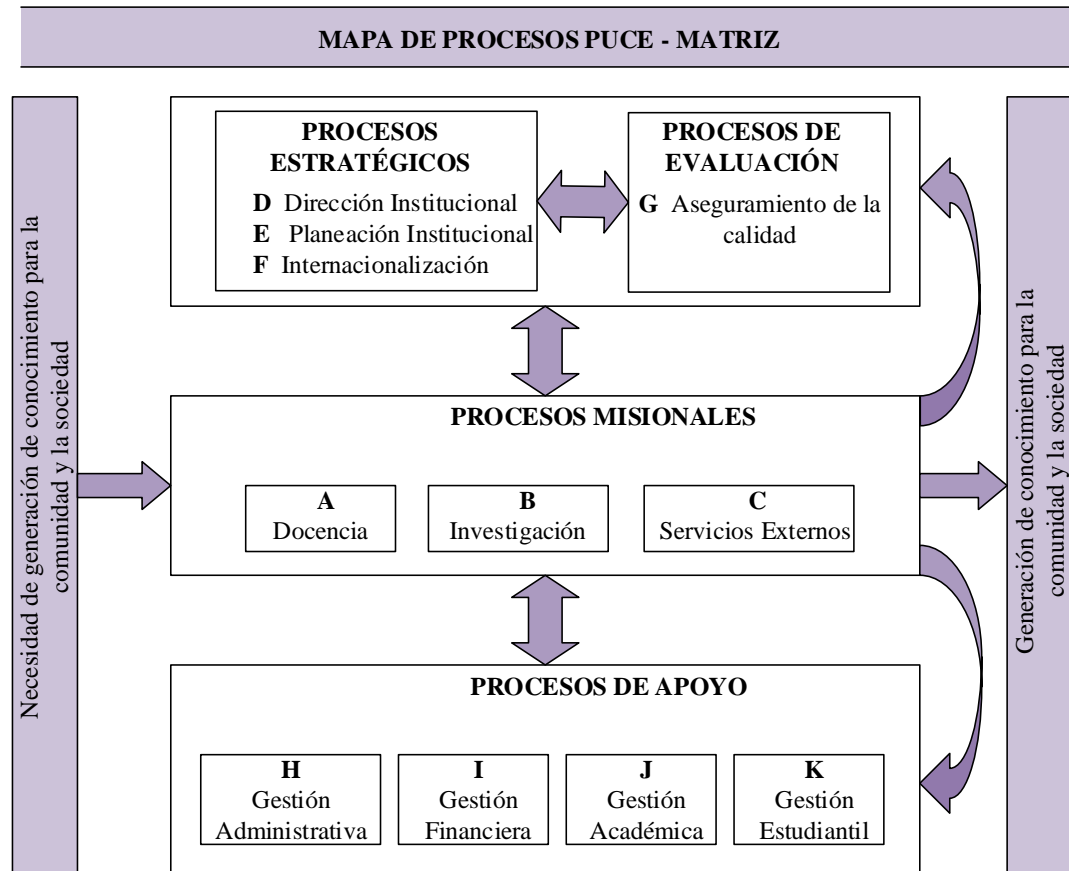 MAPA DE PROCESOS PUCE - MATRIZ
Necesidad de generación de conocimiento para la
comunidad y la sociedad
PROCESOS
ESTRATÉGICOS
D Dirección Institucional
E Planeación Institucional
F Internacionalización
PROCESOS DE
EVALUACIÓN
G Aseguramiento de la
calidad
PROCESOS MISIONALES
A
Docencia
B
Investigación
C
Servicios Externos
PROCESOS DE APOYO
H
Gestión
Administrativa
I
Gestión
Financiera
J
Gestión
Académica
K
Gestión
Estudiantil
Generación de conocimiento para la
comunidad y la sociedad